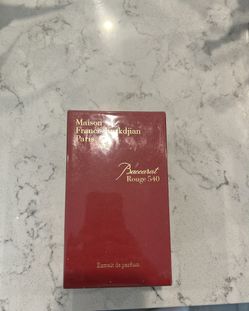 Maison
Francis Kurkdjian
Paris
Baccarat
Rouge 540
Extrait de parfum